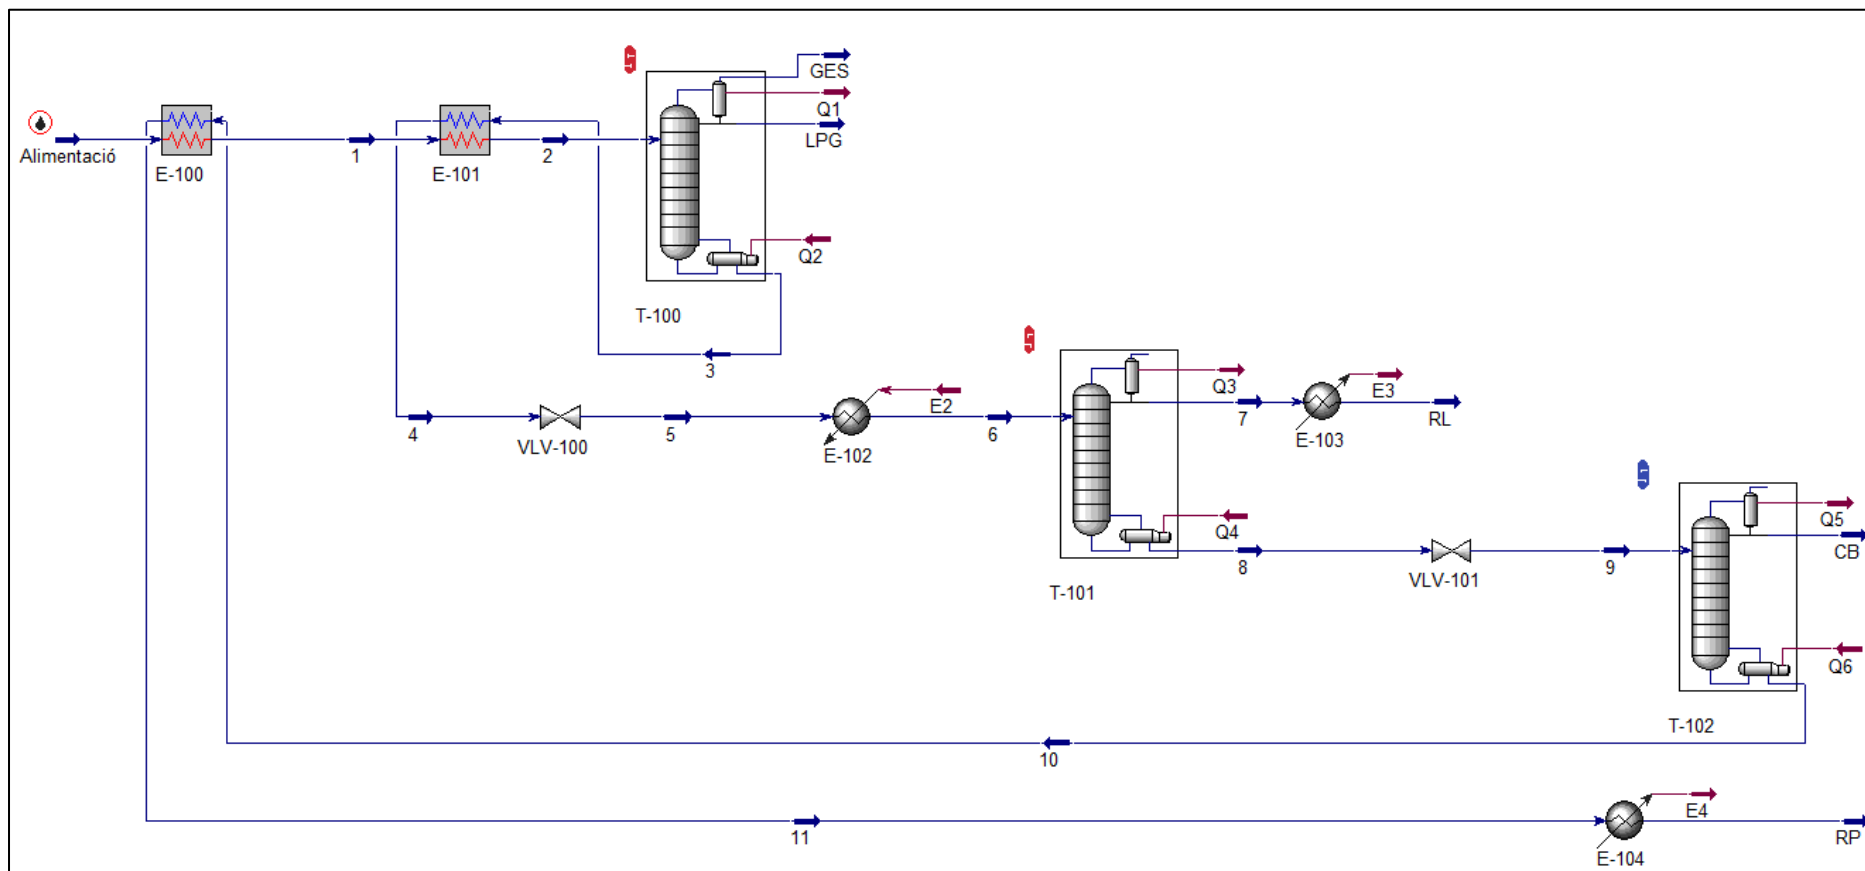 GES
Q1
LPG
Alimentació
E-100
1
E-101
2
Q2
T-100
3
Q3
E3
7
E-103
RL
4
VLV-100
5
E2
E-102
6
Q4
8
T-101
VLV-101
9
Q5
CB
Q6
T-102
10
11
E4
E-104
RP